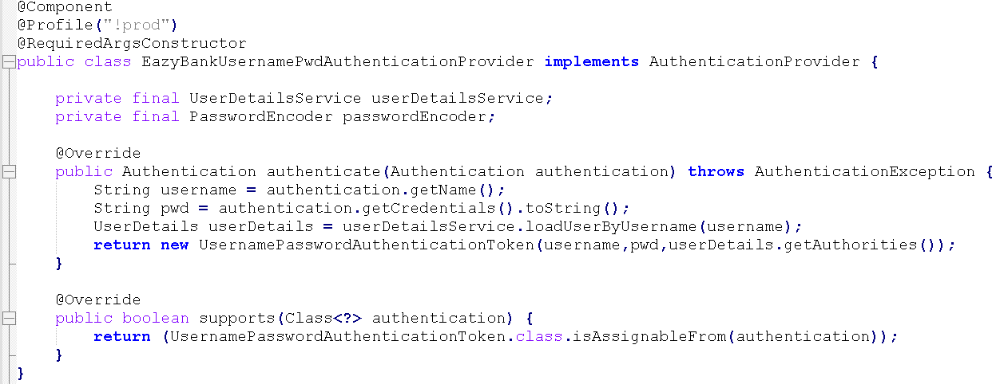 @Component
@Profile("!prod")
@RequiredArgsConstructor
public class EazyBankUsernamePwdAuthenticationProvider implements AuthenticationProvider {
private final UserDetailsService userDetailsService;
private final PasswordEncoder passwordEncoder;
@Override
public Authentication authenticate(Authentication authentication) throws AuthenticationException {
String username = authentication.getName();
String pwd = authentication.getCredentials().toString();
UserDetails userDetails = userDetailsService.loadUserByUsername(username);
return new UsernamePasswordAuthenticationToken(username,pwd,userDetails.getAuthorities());
}
@Override
public boolean supports(Class<?> authentication) {
return (UsernamePasswordAuthenticationToken.class.isAssignableFrom(authentication));
}
}